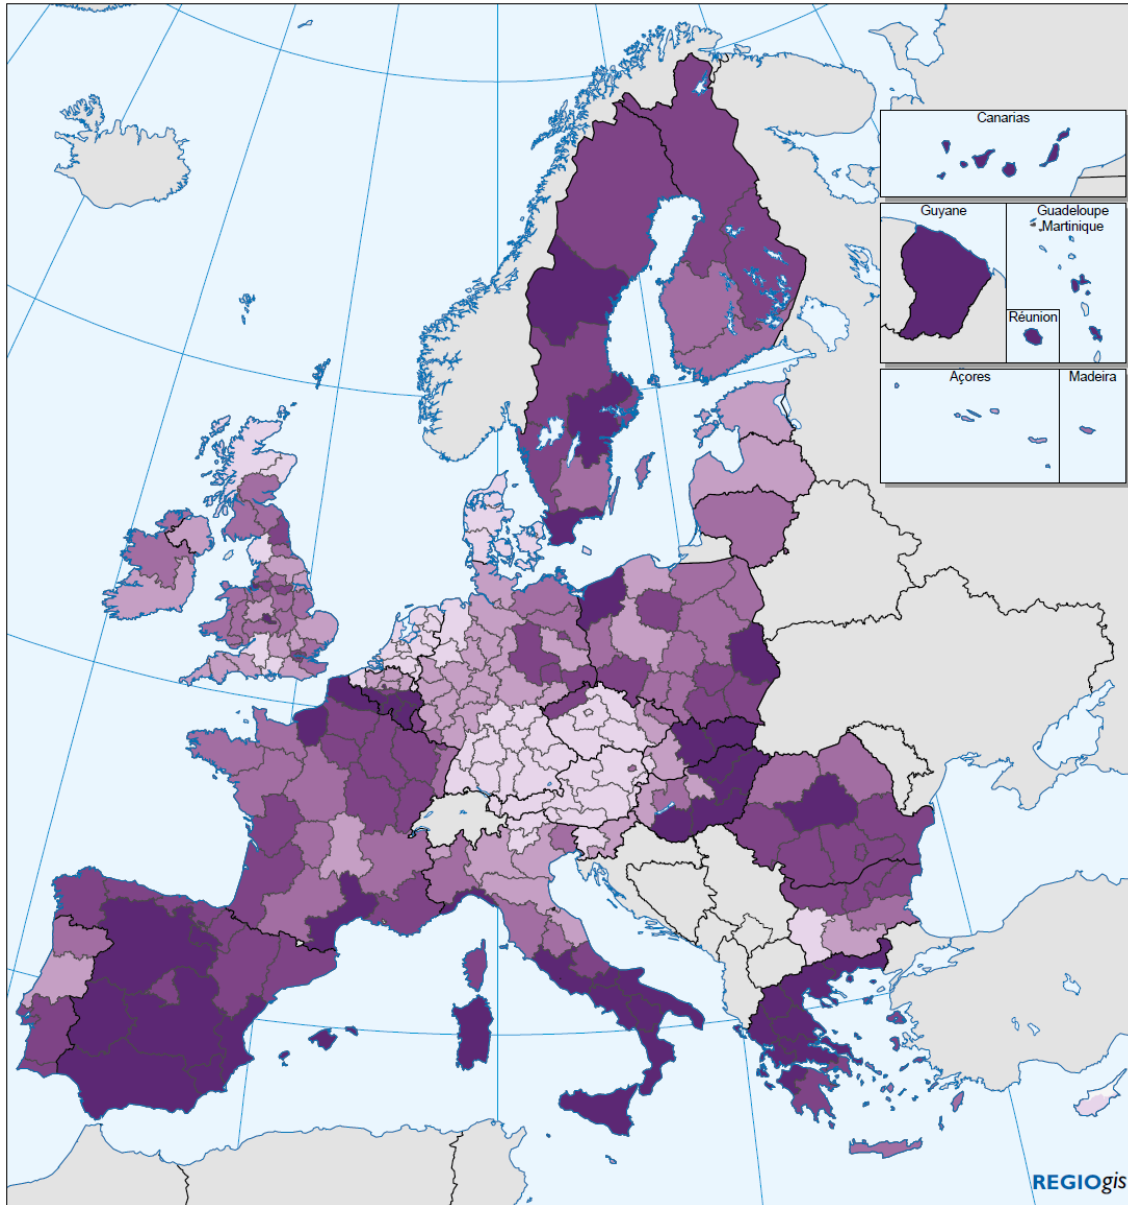 Canarias
Guyane
Guadeloupe
Martinique
Réunion
Açores
Madeira
REGIOgis